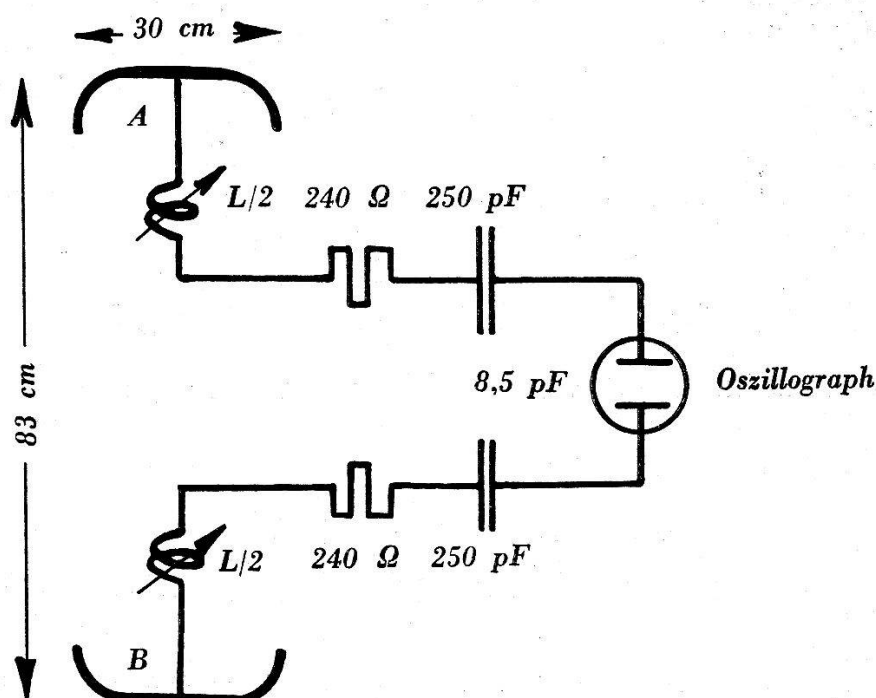 30 cm
A
L/2 240 Ω 250 pF
83 cm
8,5 pF Oszillograph
L/2 240 Ω 250 pF
B